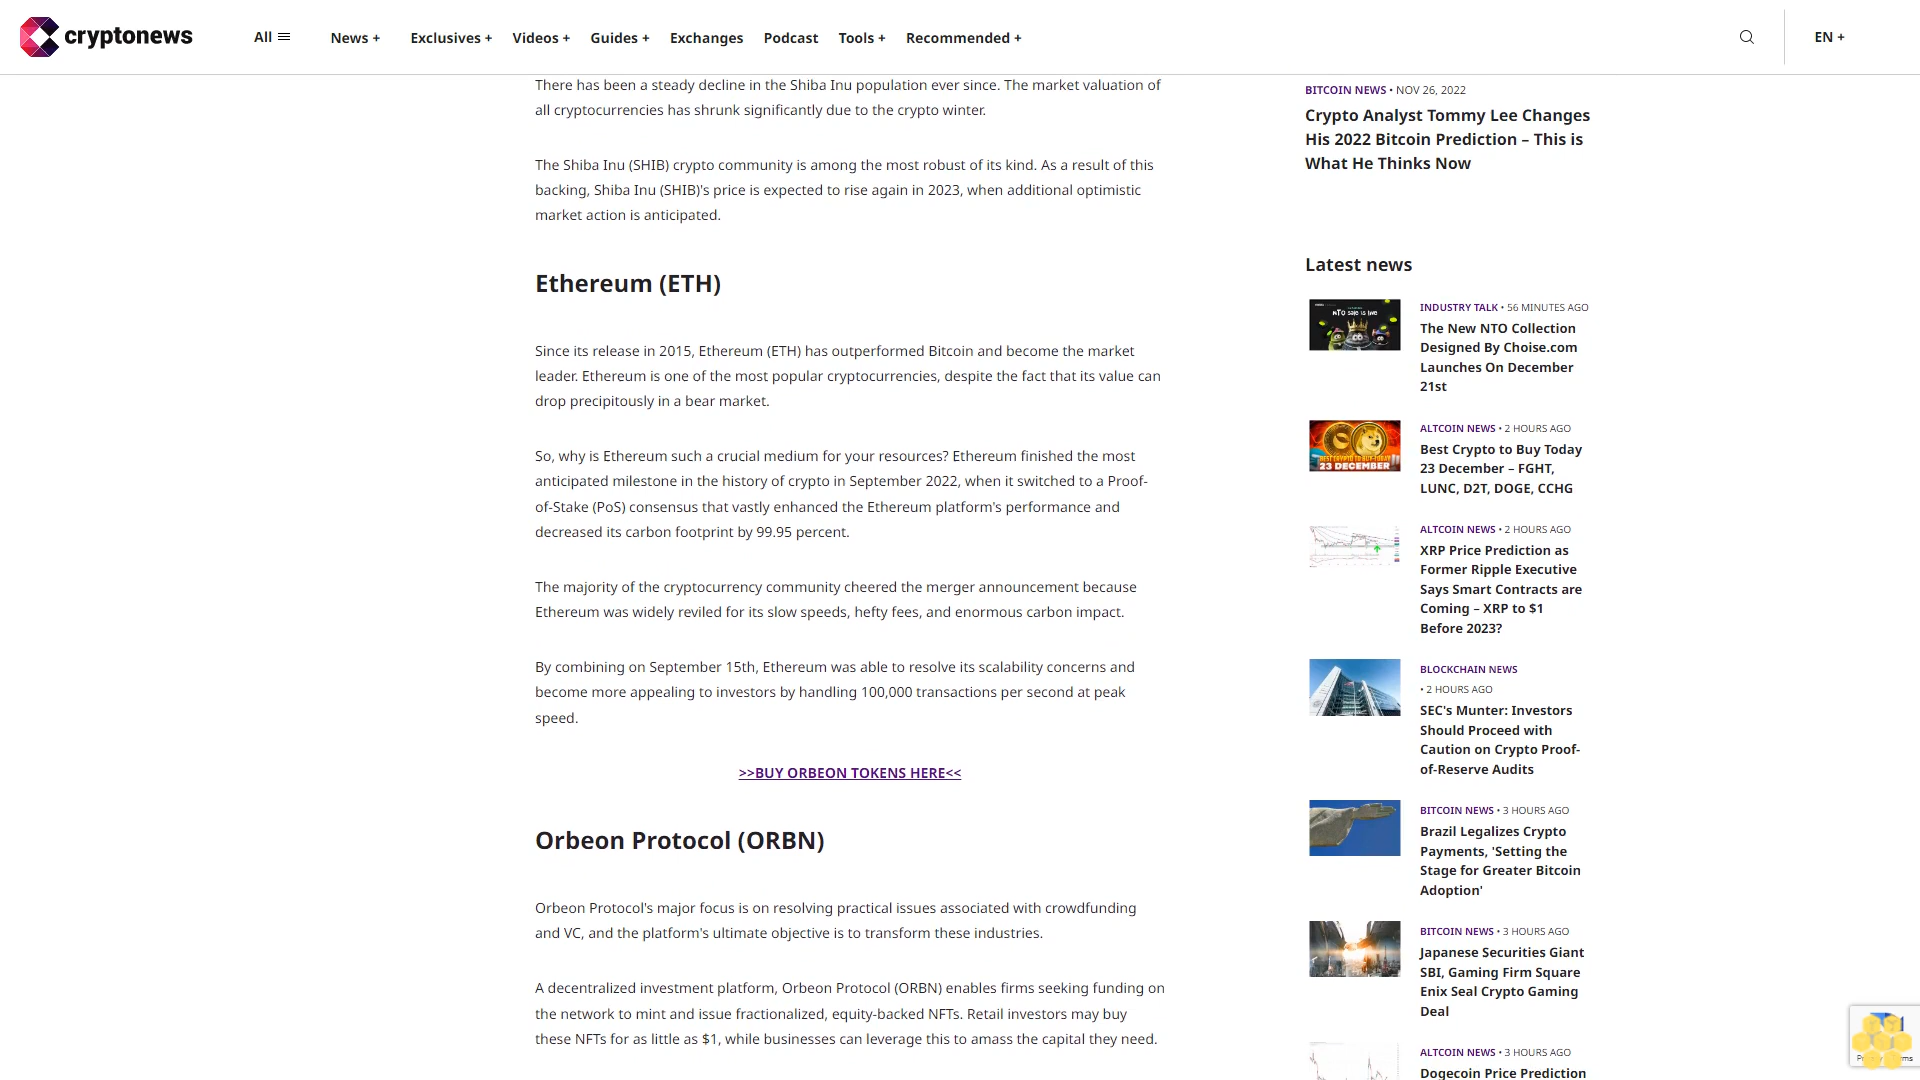 cryptonews
All
News +
Exclusives +
Videos +
Guides +
Exchanges
Podcast
Tools +
Recommended +
EN +
There has been a steady decline in the Shiba Inu population ever since. The market valuation of
all cryptocurrencies has shrunk significantly due to the crypto winter.
The Shiba Inu (SHIB) crypto community is among the most robust of its kind. As a result of this
backing, Shiba Inu (SHIB)'s price is expected to rise again in 2023, when additional optimistic
market action is anticipated.
Ethereum (ETH)
Since its release in 2015, Ethereum (ETH) has outperformed Bitcoin and become the market
leader. Ethereum is one of the most popular cryptocurrencies, despite the fact that its value can
drop precipitously in a bear market.
So, why is Ethereum such a crucial medium for your resources? Ethereum finished the most
anticipated milestone in the history of crypto in September 2022, when it switched to a Proof-
of-Stake (PoS) consensus that vastly enhanced the Ethereum platform's performance and
decreased its carbon footprint by 99.95 percent.
The majority of the cryptocurrency community cheered the merger announcement because
Ethereum was widely reviled for its slow speeds, hefty fees, and enormous carbon impact.
By combining on September 15th, Ethereum was able to resolve its scalability concerns and
become more appealing to investors by handling 100,000 transactions per second at peak
speed.
>>BUY ORBEON TOKENS HERE<<
Orbeon Protocol (ORBN)
Orbeon Protocol's major focus is on resolving practical issues associated with crowdfunding
and VC, and the platform's ultimate objective is to transform these industries.
A decentralized investment platform, Orbeon Protocol (ORBN) enables firms seeking funding on
the network to mint and issue fractionalized, equity-backed NFTs. Retail investors may buy
these NFTs for as little as $1, while businesses can leverage this to amass the capital they need.
BITCOIN NEWS • NOV 26, 2022
Crypto Analyst Tommy Lee Changes
His 2022 Bitcoin Prediction – This is
What He Thinks Now
Latest news
NTO sale is live
INDUSTRY TALK • 56 MINUTES AGO
The New NTO Collection
Designed By Choise.com
Launches On December
21st
BEST CRYPTO TO BUY TODAY
23 DECEMBER
ALTCOIN NEWS • 2 HOURS AGO
Best Crypto to Buy Today
23 December – FGHT,
LUNC, D2T, DOGE, CCHG
ALTCOIN NEWS • 2 HOURS AGO
XRP Price Prediction as
Former Ripple Executive
Says Smart Contracts are
Coming – XRP to $1
Before 2023?
BLOCKCHAIN NEWS
• 2 HOURS AGO
SEC's Munter: Investors
Should Proceed with
Caution on Crypto Proof-
of-Reserve Audits
BITCOIN NEWS • 3 HOURS AGO
Brazil Legalizes Crypto
Payments, 'Setting the
Stage for Greater Bitcoin
Adoption'
BITCOIN NEWS • 3 HOURS AGO
Japanese Securities Giant
SBI, Gaming Firm Square
Enix Seal Crypto Gaming
Deal
ALTCOIN NEWS • 3 HOURS AGO
Dogecoin Price Prediction